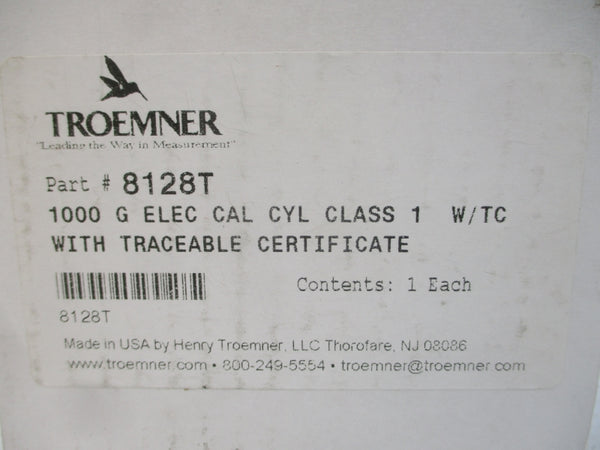 TROEMNER
"Leading the Way in Measurement"
Part # 8128T
1000 G ELEC CAL CYL CLASS 1 W/TC
WITH TRACEABLE CERTIFICATE
Contents: 1 Each
8128T
Made in USA by Henry Troemner, LLC Thorofare, NJ 08086
www.troemner.com • 800-249-5554 • troemner@troemner.com